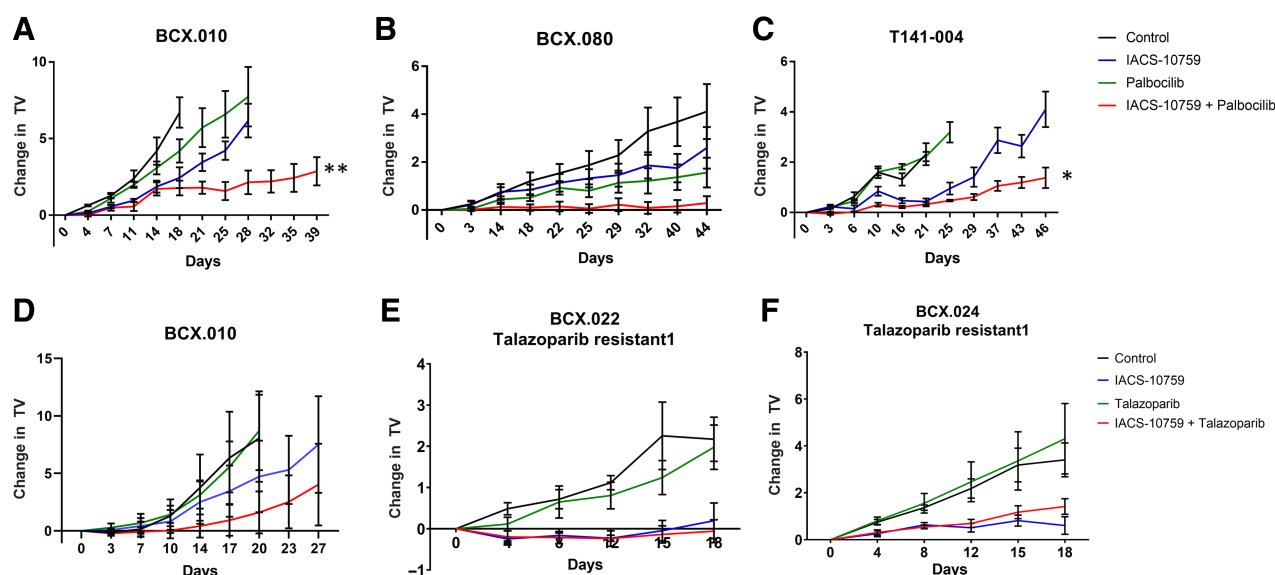 A
BCX.010
Change in TV
10
5
0
0 4 7 11 14 18 21 25 28 32 35 39
Days
**
B
BCX.080
Change in TV
6
4
2
0
0 3 14 18 22 25 29 32 40 44
Days
C
T141-004
Change in TV
6
4
2
0
0 3 6 10 16 21 25 29 37 43 46
Days
*
Control
IACS-10759
Palbocilib
IACS-10759 + Palbocilib
D
BCX.010
Change in TV
15
10
5
0
0 3 7 10 14 17 20 23 27
Days
E
BCX.022
Talazoparib resistant1
Change in TV
4
3
2
1
0
−1
0 4 8 12 15 18
Days
F
BCX.024
Talazoparib resistant1
Change in TV
8
6
4
2
0
0 4 8 12 15 18
Days
Control
IACS-10759
Talazoparib
IACS-10759 + Talazoparib